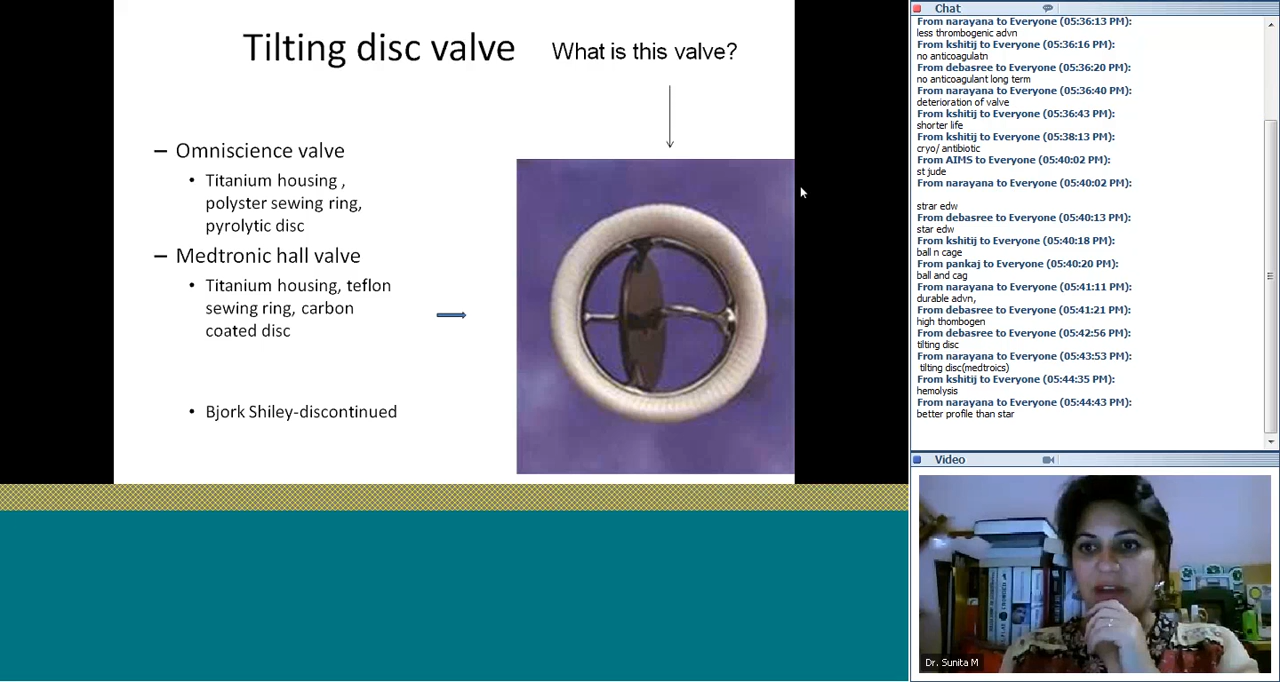 Tilting disc valve
What is this valve?
– Omniscience valve
• Titanium housing ,
polyster sewing ring,
pyrolytic disc
– Medtronic hall valve
• Titanium housing, teflon
sewing ring, carbon
coated disc
• Bjork Shiley-discontinued
Chat
From narayana to Everyone (05:36:13 PM):
less thrombogenic advn
From kshitij to Everyone (05:36:16 PM):
no anticoagulatn
From debasree to Everyone (05:36:20 PM):
no anticoagulant long term
From narayana to Everyone (05:36:40 PM):
deterioration of valve
From kshitij to Everyone (05:36:43 PM):
shorter life
From kshitij to Everyone (05:38:13 PM):
cryo/ antibiotic
From AIMS to Everyone (05:40:02 PM):
st jude
From narayana to Everyone (05:40:02 PM):
strar edw
From debasree to Everyone (05:40:13 PM):
star edw
From kshitij to Everyone (05:40:18 PM):
ball n cage
From pankaj to Everyone (05:40:20 PM):
ball and cag
From narayana to Everyone (05:41:11 PM):
durable advn,
From debasree to Everyone (05:41:21 PM):
high thombogen
From debasree to Everyone (05:42:56 PM):
tilting disc
From narayana to Everyone (05:43:53 PM):
tilting disc(medtroics)
From kshitij to Everyone (05:44:35 PM):
hemolysis
From narayana to Everyone (05:44:43 PM):
better profile than star
Video
Dr. Sunita M